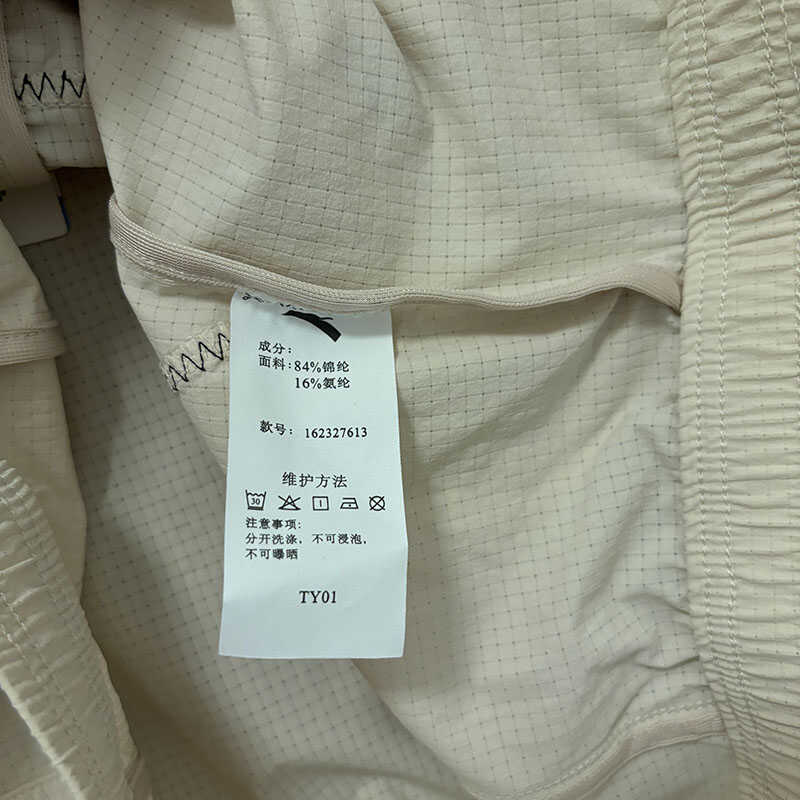 成分:
面料: 84%锦纶
16%氨纶
款号: 162327613
维护方法
30
注意事项:
分开洗涤, 不可浸泡,
不可曝晒
TY01